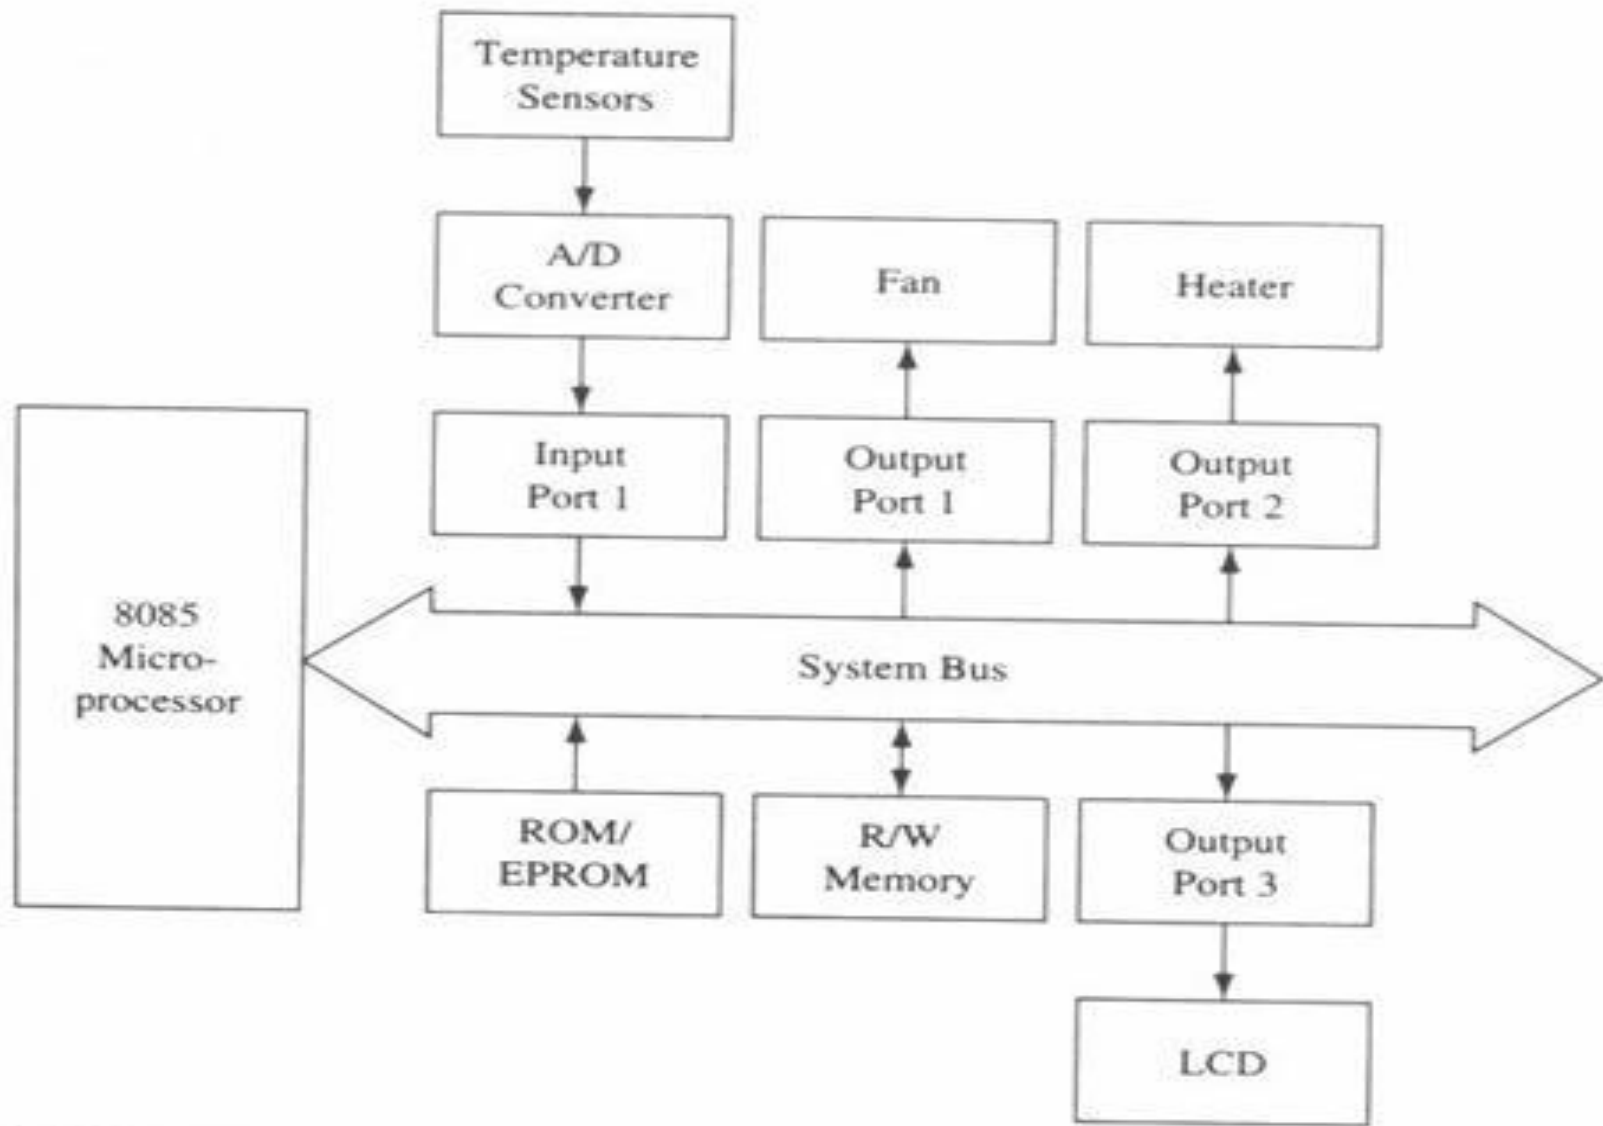 Temperature
Sensors
A/D
Converter
Fan
Heater
Input
Port 1
Output
Port 1
Output
Port 2
8085
Micro-
processor
System Bus
ROM/
EPROM
R/W
Memory
Output
Port 3
LCD